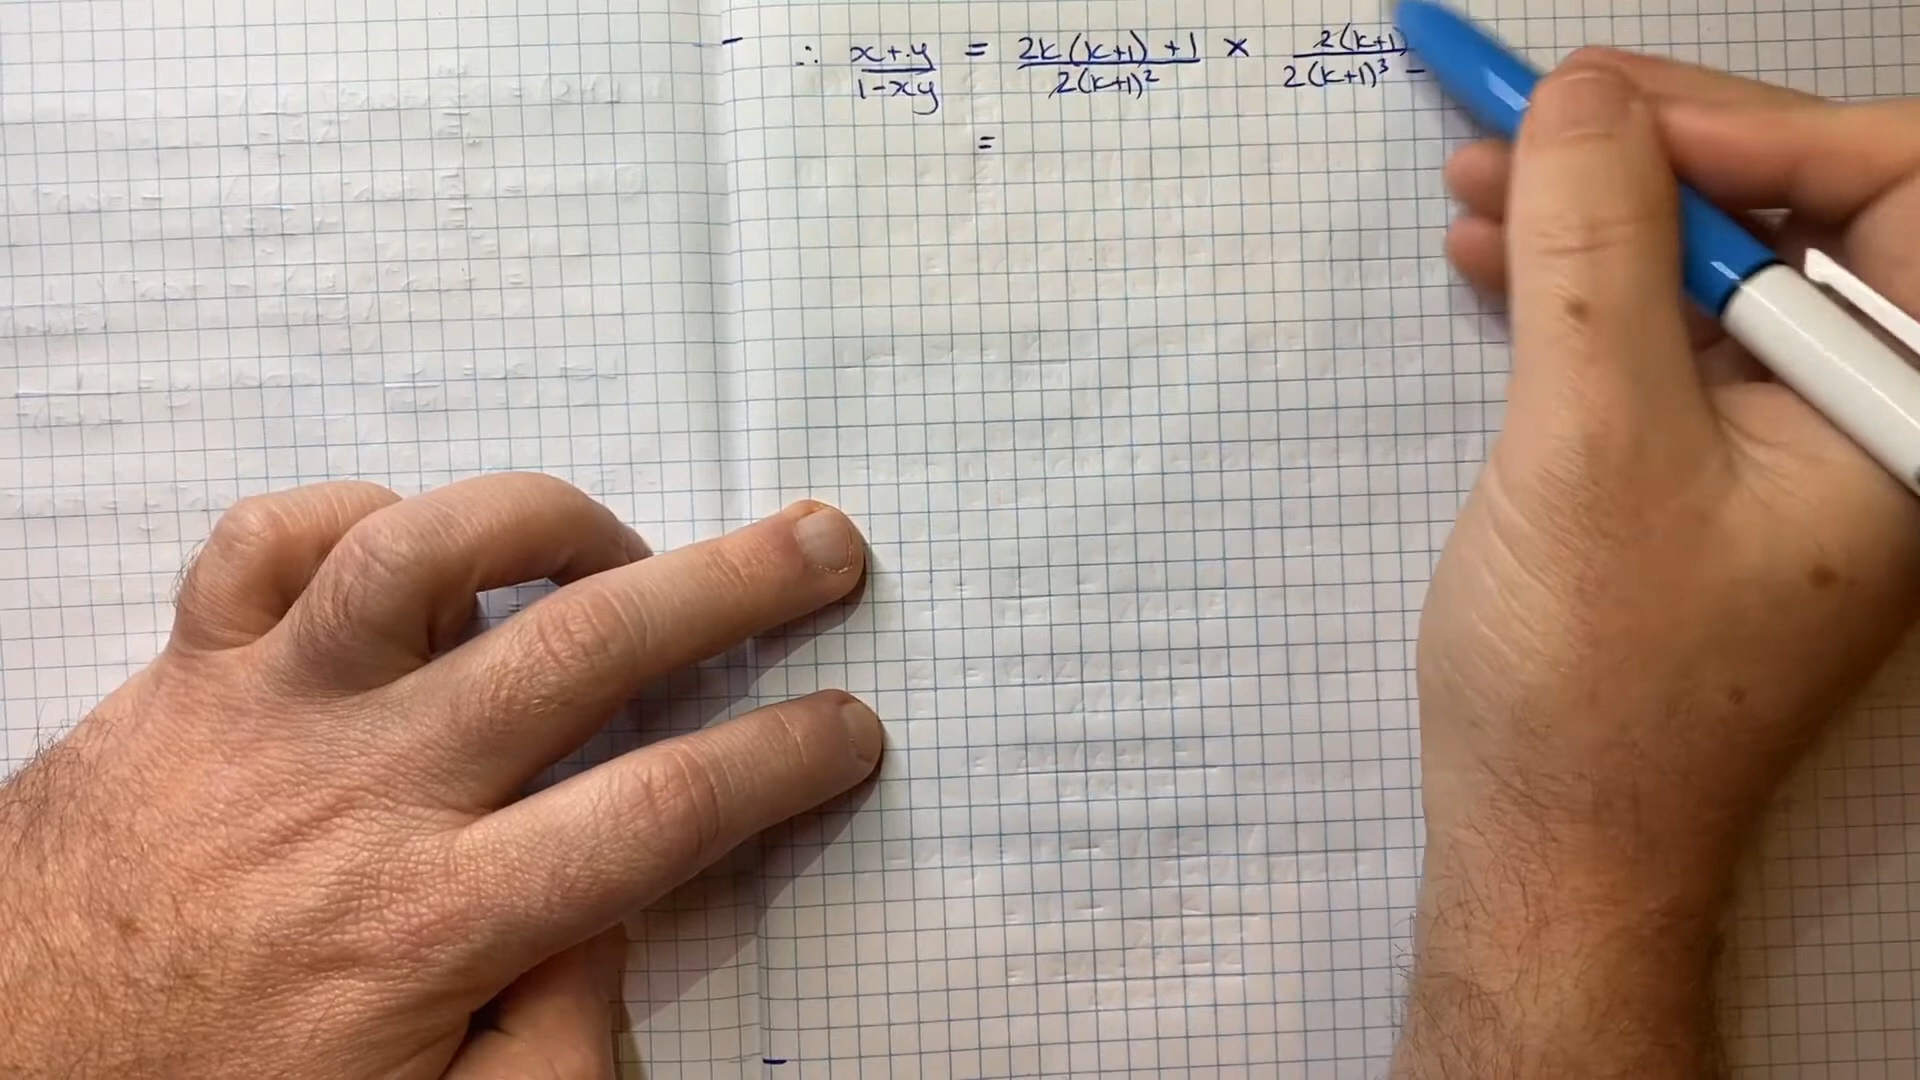 ∴ x+y/1-xy = 2k(k+1)+1/2(k+1)² × 2(k+1)/2(k+1)³ -
=